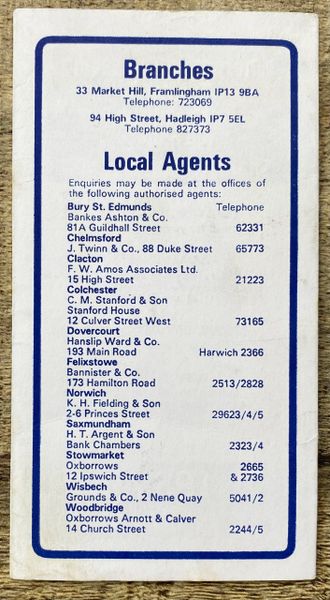 Branches
33 Market Hill, Framlingham IP13 9BA
Telephone: 723069
94 High Street, Hadleigh IP7 5EL
Telephone 827373
Local Agents
Enquiries may be made at the offices of
the following authorised agents:
Bury St. Edmunds Telephone
Bankes Ashton & Co.
81A Guildhall Street 62331
Chelmsford
J. Twinn & Co., 88 Duke Street 65773
Clacton
F. W. Amos Associates Ltd.
15 High Street 21223
Colchester
C. M. Stanford & Son
Stanford House
12 Culver Street West 73165
Dovercourt
Hanslip Ward & Co.
193 Main Road Harwich 2366
Felixstowe
Bannister & Co.
173 Hamilton Road 2513/2828
Norwich
K. H. Fielding & Son
2-6 Princes Street 29623/4/5
Saxmundham
H. T. Argent & Son
Bank Chambers 2323/4
Stowmarket
Oxborrows 2665
12 Ipswich Street & 2736
Wisbech
Grounds & Co., 2 Nene Quay 5041/2
Woodbridge
Oxborrows Arnott & Calver
14 Church Street 2244/5